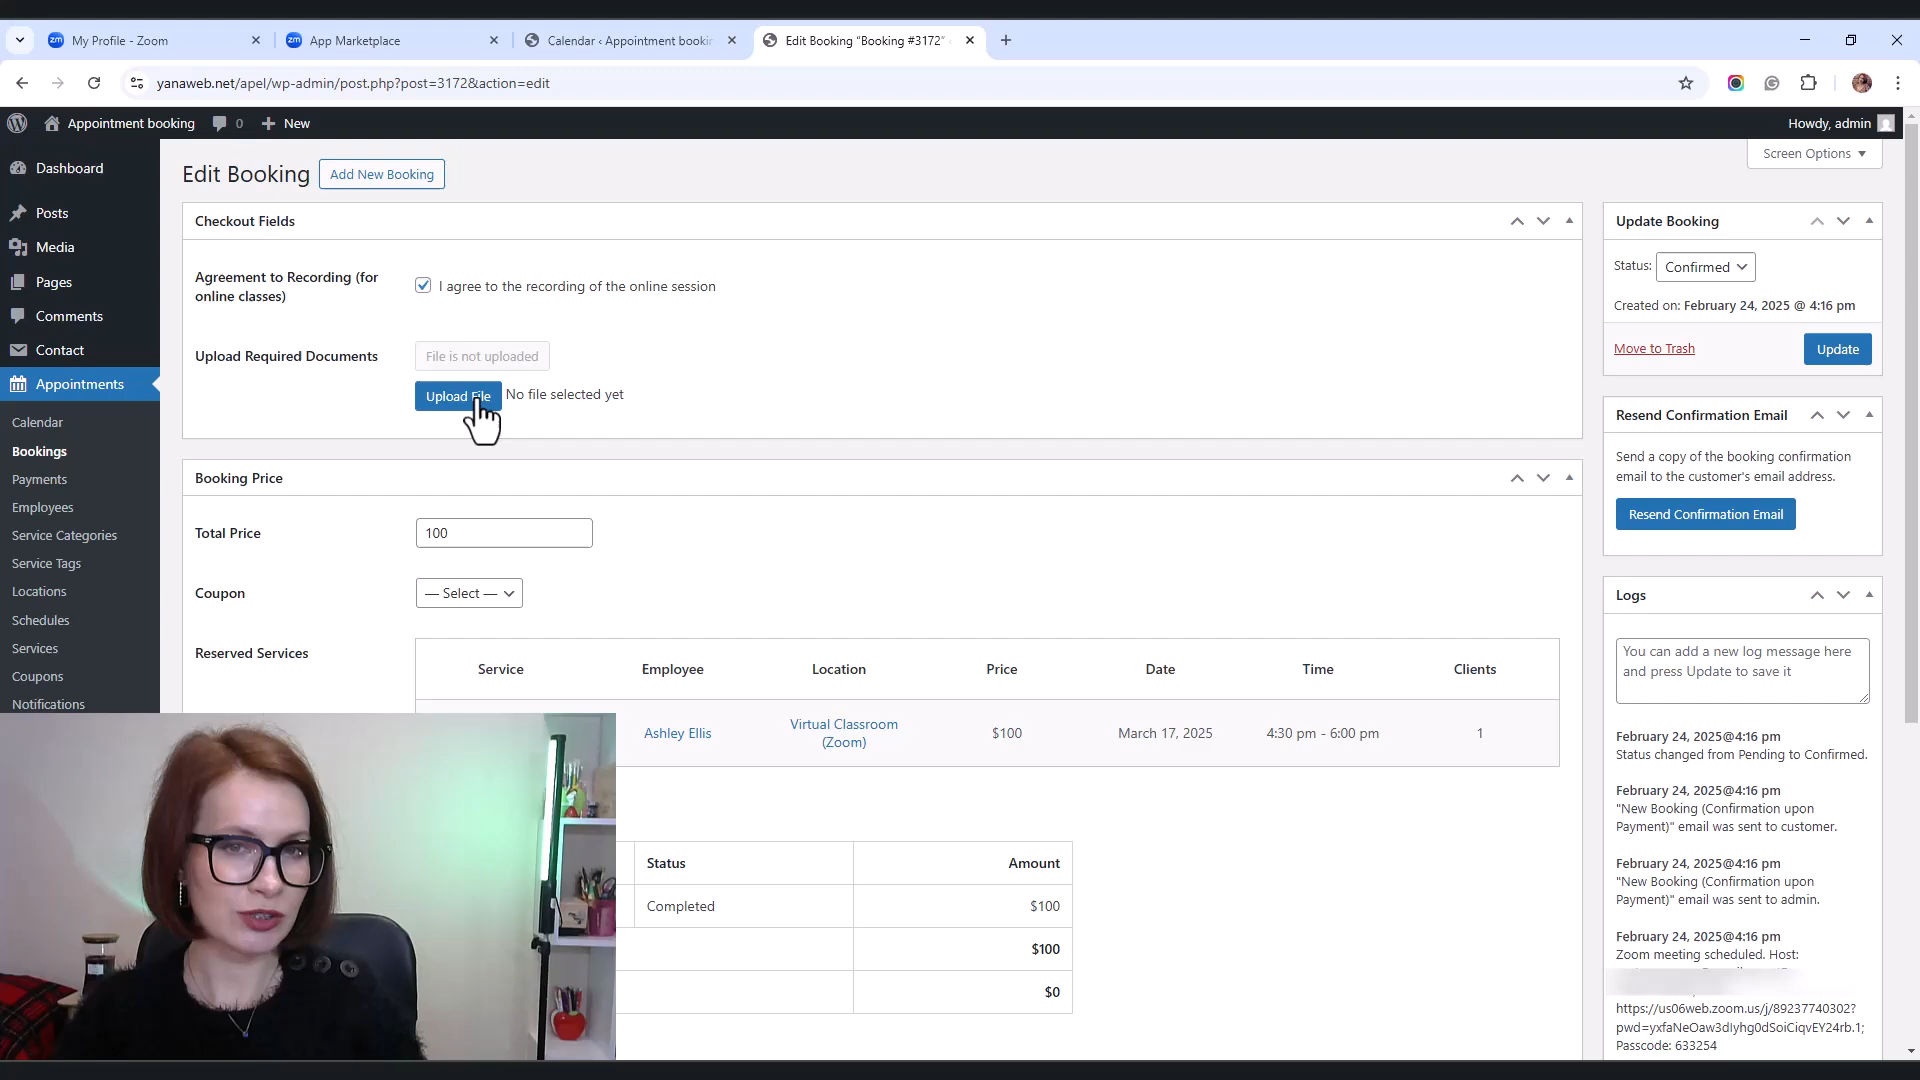 My Profile - Zoom
App Marketplace
Calendar ‹ Appointment bookin
Edit Booking “Booking #3172”
yanaweb.net/apel/wp-admin/post.php?post=3172&action=edit
Appointment booking
0
New
Howdy, admin
Screen Options
Dashboard
Posts
Media
Pages
Comments
Contact
Appointments
Calendar
Bookings
Payments
Employees
Service Categories
Service Tags
Locations
Schedules
Services
Coupons
Notifications
Edit Booking
Add New Booking
Checkout Fields
Agreement to Recording (for
online classes)
I agree to the recording of the online session
Upload Required Documents
File is not uploaded
Upload File
No file selected yet
Booking Price
Total Price
100
Coupon
— Select —
Reserved Services
Service Employee Location Price Date Time Clients
Ashley Ellis Virtual Classroom (Zoom) $100 March 17, 2025 4:30 pm - 6:00 pm 1
Status Amount
Completed $100
$100
$0
Update Booking
Status: Confirmed
Created on: February 24, 2025 @ 4:16 pm
Move to Trash
Update
Resend Confirmation Email
Send a copy of the booking confirmation
email to the customer's email address.
Resend Confirmation Email
Logs
You can add a new log message here
and press Update to save it
February 24, 2025@4:16 pm
Status changed from Pending to Confirmed.
February 24, 2025@4:16 pm
"New Booking (Confirmation upon
Payment)" email was sent to customer.
February 24, 2025@4:16 pm
"New Booking (Confirmation upon
Payment)" email was sent to admin.
February 24, 2025@4:16 pm
Zoom meeting scheduled. Host:
https://us06web.zoom.us/j/89237740302?
pwd=yxfaNeOaw3dIyhg0dSoiCiqvEY24rb.1;
Passcode: 633254